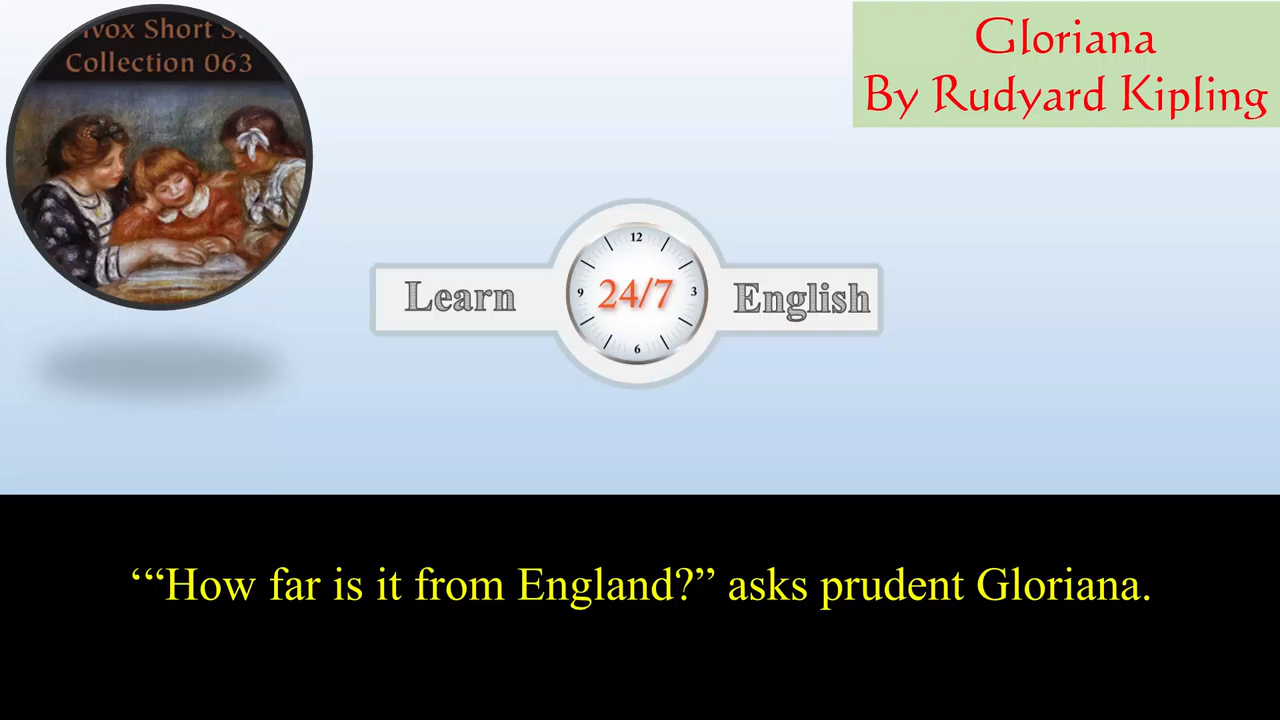 Short
Collection 063
Gloriana
By Rudyard Kipling
Learn 24/7 English
12
9
3
6
‘“How far is it from England?” asks prudent Gloriana.